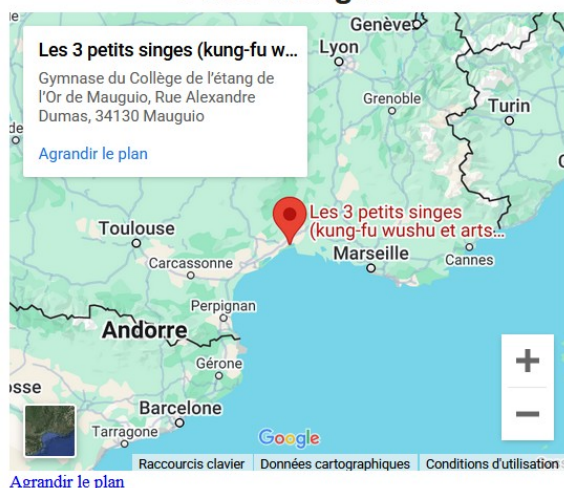 Les 3 petits singes (kung-fu w...
Gymnase du Collège de l'étang de
l'Or de Mauguio, Rue Alexandre
Dumas, 34130 Mauguio
Agrandir le plan
Genève
Lyon
Grenoble
Turin
Les 3 petits singes
(kung-fu wushu et arts...
Toulouse
Marseille
Cannes
Carcassonne
Perpignan
Andorre
Gérone
Barcelone
Tarragone
Google
Raccourcis clavier
Données cartographiques
Conditions d'utilisation
Agrandir le plan